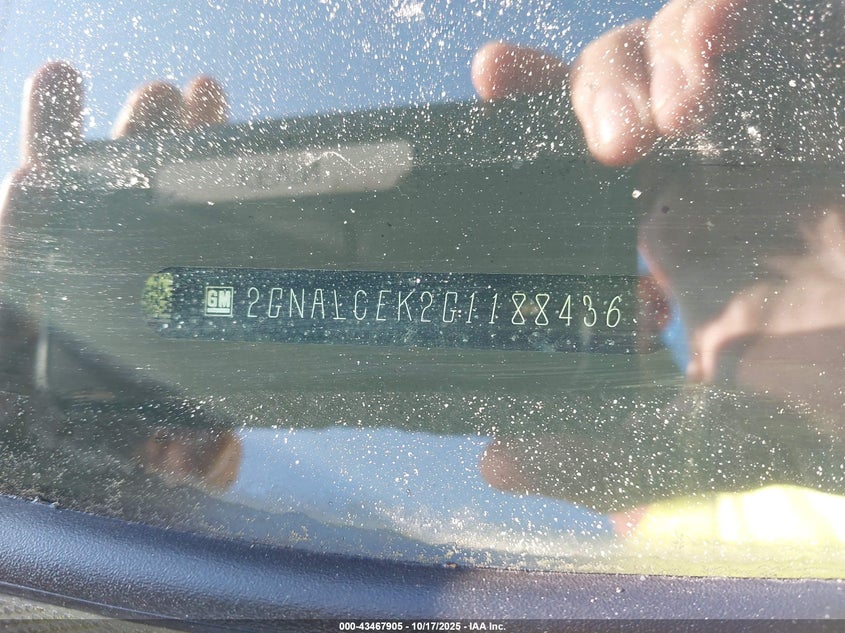 GM 2GNALCEK2G1188436
000-43467905 - 10/17/2025 - IAA Inc.